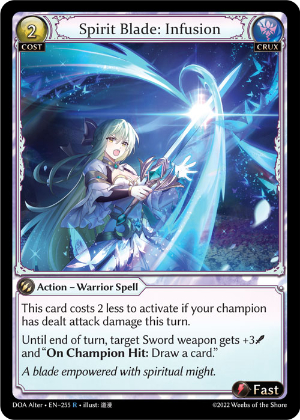 2
COST
Spirit Blade: Infusion
CRUX
Action – Warrior Spell
This card costs 2 less to activate if your champion
has dealt attack damage this turn.
Until end of turn, target Sword weapon gets +3
and “On Champion Hit: Draw a card.”
A blade empowered with spiritual might.
Fast
DOA Alter • EN-255 R • illust: 遊漫
©2022 Weebs of the Shore